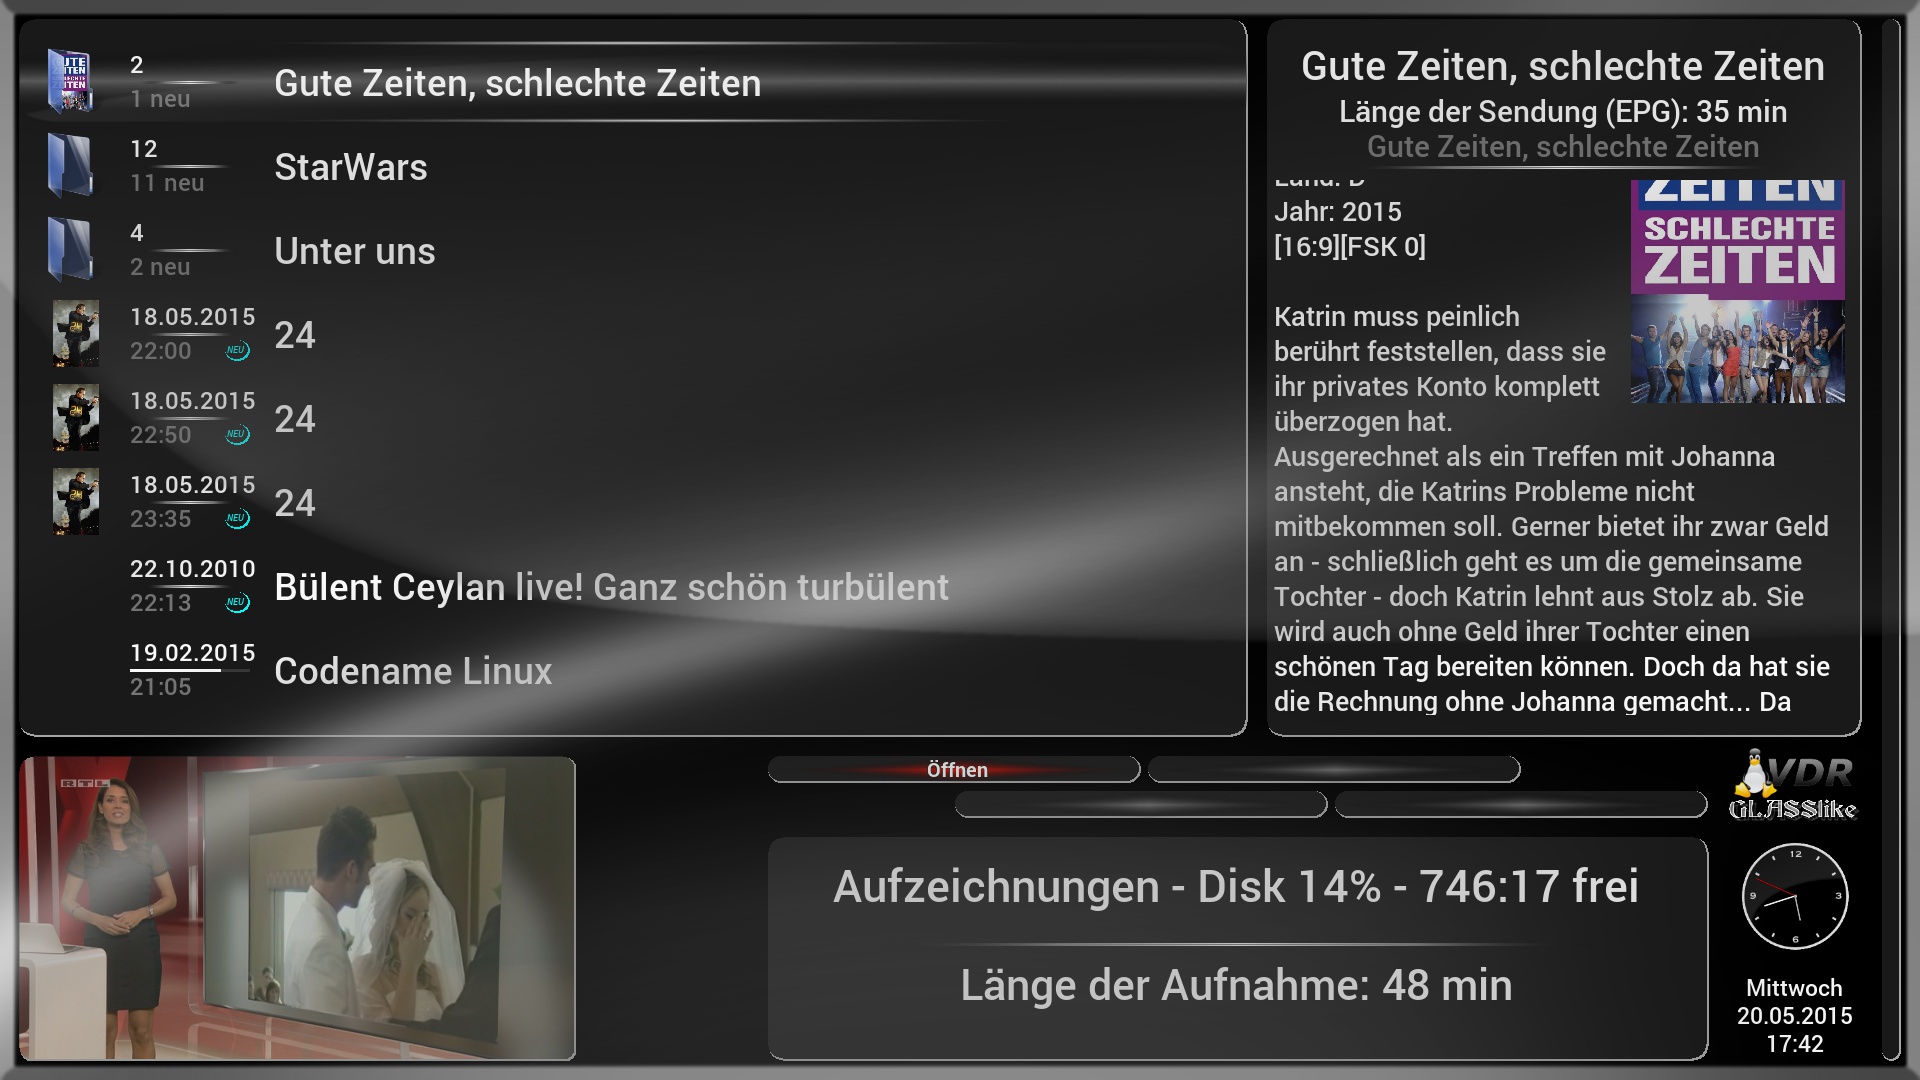 2
1 neu
Gute Zeiten, schlechte Zeiten
12
11 neu
StarWars
4
2 neu
Unter uns
18.05.2015
22:00
NEU
24
18.05.2015
22:50
NEU
24
18.05.2015
23:35
NEU
24
22.10.2010
22:13
NEU
Bülent Ceylan live! Ganz schön turbülent
19.02.2015
21:05
Codename Linux
Gute Zeiten, schlechte Zeiten
Länge der Sendung (EPG): 35 min
Gute Zeiten, schlechte Zeiten
Land: D
Jahr: 2015
[16:9][FSK 0]
Katrin muss peinlich
berührt feststellen, dass sie
ihr privates Konto komplett
überzogen hat.
Ausgerechnet als ein Treffen mit Johanna
ansteht, die Katrins Probleme nicht
mitbekommen soll. Gerner bietet ihr zwar Geld
an - schließlich geht es um die gemeinsame
Tochter - doch Katrin lehnt aus Stolz ab. Sie
wird auch ohne Geld ihrer Tochter einen
schönen Tag bereiten können. Doch da hat sie
die Rechnung ohne Johanna gemacht... Da
ZEITEN
SCHLECHTE
ZEITEN
RTL
Öffnen
VDR
GLASSlike
Aufzeichnungen - Disk 14% - 746:17 frei
Länge der Aufnahme: 48 min
12
9
3
6
Mittwoch
20.05.2015
17:42